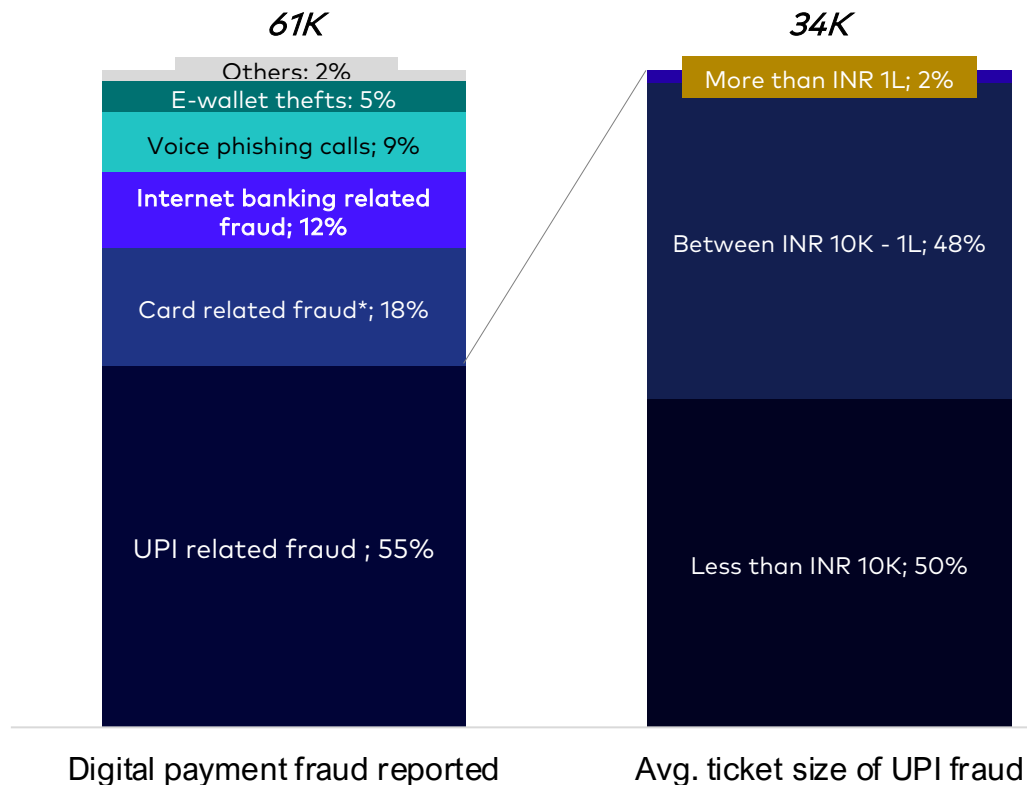 61K
34K
Others: 2%
E-wallet thefts: 5%
Voice phishing calls; 9%
Internet banking related
fraud; 12%
Card related fraud*; 18%
UPI related fraud ; 55%
More than INR 1L; 2%
Between INR 10K - 1L; 48%
Less than INR 10K; 50%
Digital payment fraud reported
Avg. ticket size of UPI fraud